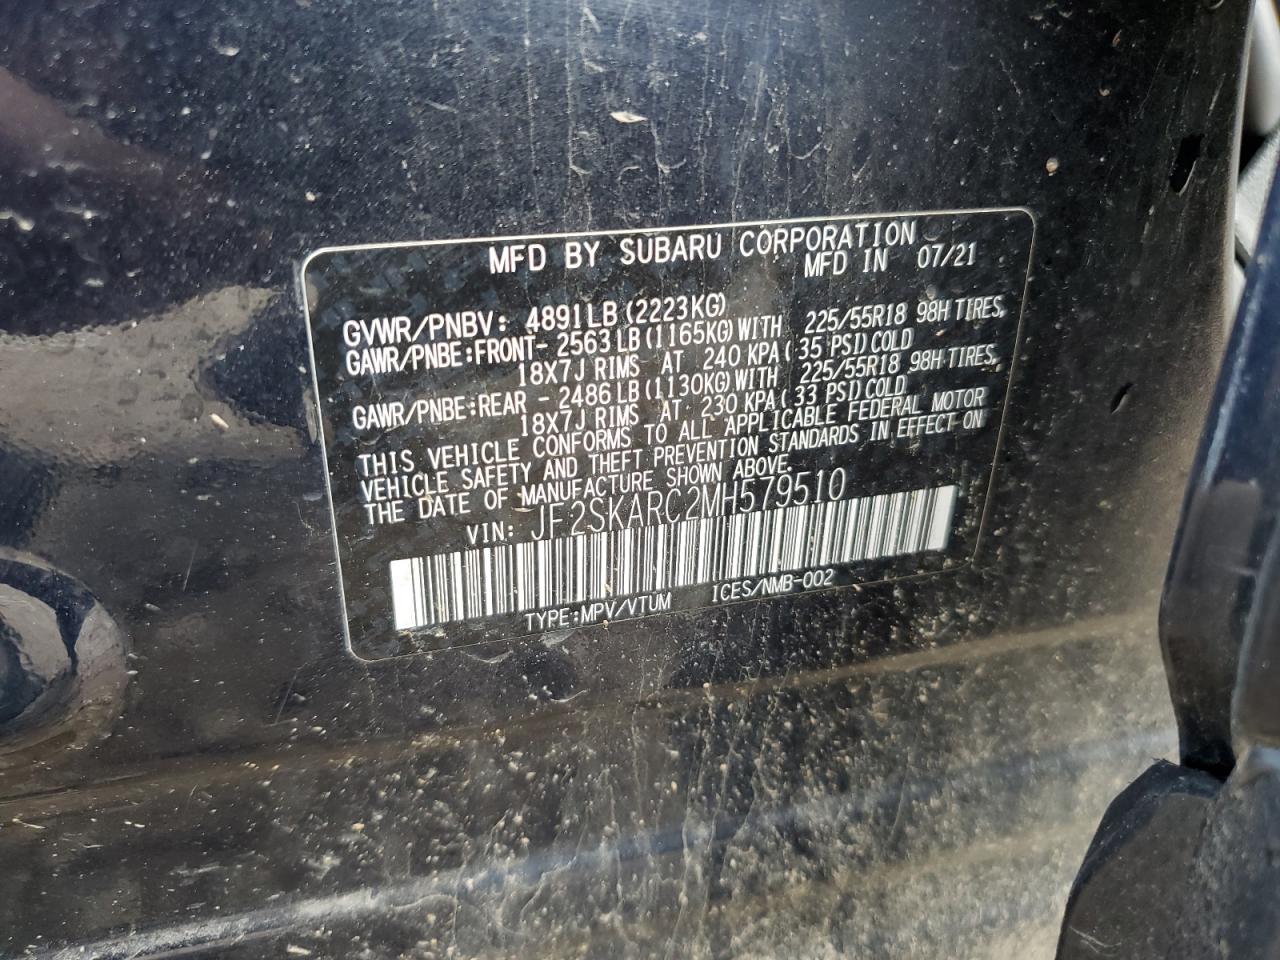 MFD BY SUBARU CORPORATION
MFD IN 07/21
GVWR/PNBV: 4891LB (2223KG)
GAWR/PNBE:FRONT- 2563LB (1165KG) WITH 225/55R18 98H TIRES,
18X7J RIMS AT 240 KPA( 35 PSI) COLD
GAWR/PNBE:REAR - 2486LB (1130KG) WITH 225/55R18 98H TIRES,
18X7J RIMS AT 230 KPA( 33 PSI) COLD
THIS VEHICLE CONFORMS TO ALL APPLICABLE FEDERAL MOTOR
VEHICLE SAFETY AND THEFT PREVENTION STANDARDS IN EFFECT ON
THE DATE OF MANUFACTURE SHOWN ABOVE.
VIN: JF2SKARC2MH579510
TYPE:MPV/VTUM ICES/NMB-002